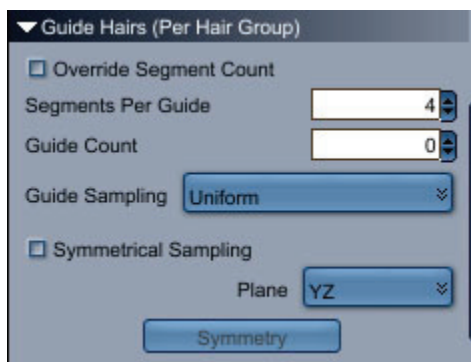 Guide Hairs (Per Hair Group)
Override Segment Count
Segments Per Guide 4
Guide Count 0
Guide Sampling Uniform
Symmetrical Sampling
Plane YZ
Symmetry